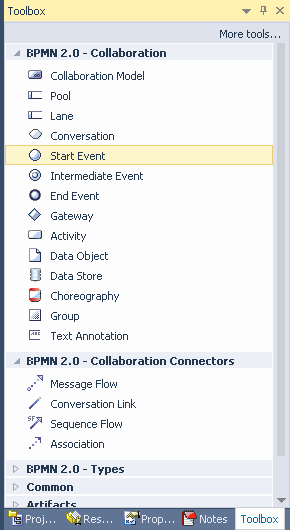 Toolbox
More tools...
BPMN 2.0 - Collaboration
Collaboration Model
Pool
Lane
Conversation
Start Event
Intermediate Event
End Event
Gateway
Activity
Data Object
Data Store
Choreography
Group
Text Annotation
BPMN 2.0 - Collaboration Connectors
Message Flow
Conversation Link
Sequence Flow
Association
BPMN 2.0 - Types
Common
Artifacts
Proj... Res... Prop... Notes Toolbox